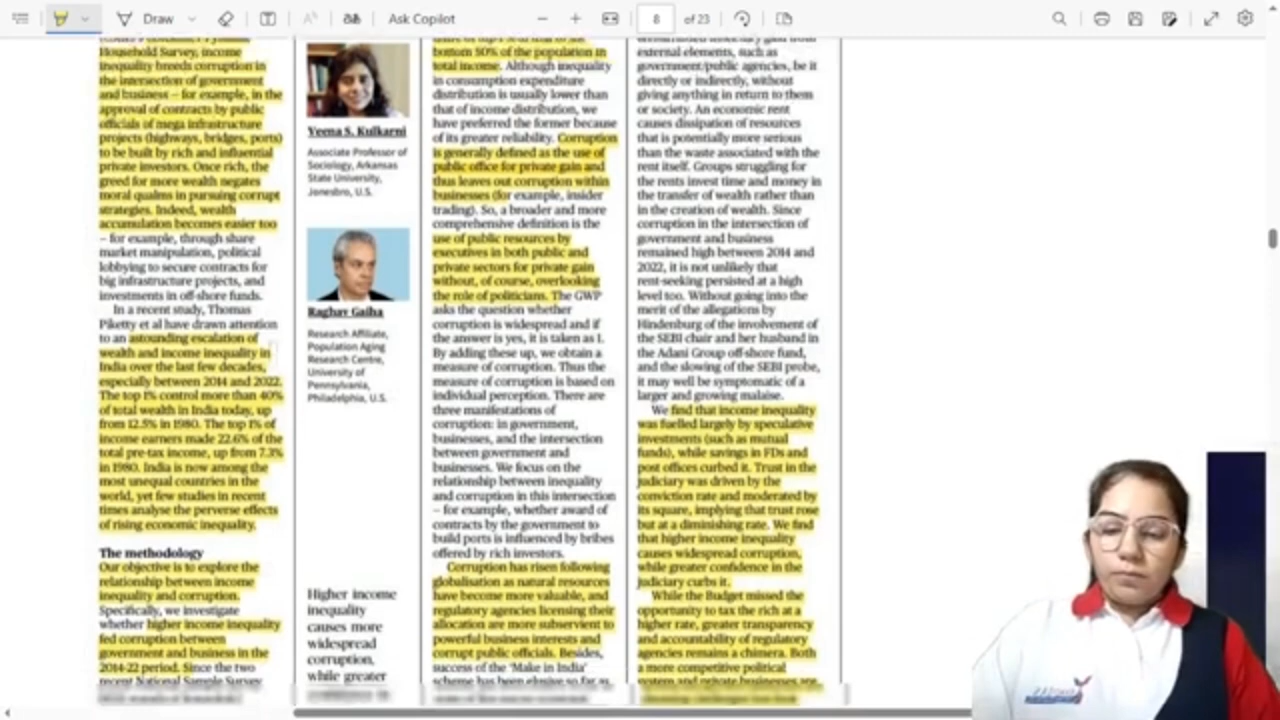 Draw
Ask Copilot
8
of 23
Household Survey, income
inequality breeds corruption in
the intersection of government
and business – for example, in the
approval of contracts by public
officials of mega infrastructure
projects (highways, bridges, ports)
to be built by rich and influential
private investors. Once rich, the
greed for more wealth negates
moral qualms in pursuing corrupt
strategies. Indeed, wealth
accumulation becomes easier too
– for example, through share
market manipulation, political
lobbying to secure contracts for
big infrastructure projects, and
investments in off-shore funds.
In a recent study, Thomas
Piketty et al have drawn attention
to an astounding escalation of
wealth and income inequality in
India over the last few decades,
especially between 2014 and 2022.
The top 1% control more than 40%
of total wealth in India today, up
from 12.5% in 1980. The top 1% of
income earners made 22.6% of the
total pre-tax income, up from 7.3%
in 1980. India is now among the
most unequal countries in the
world, yet few studies in recent
times analyse the perverse effects
of rising economic inequality.
The methodology
Our objective is to explore the
relationship between income
inequality and corruption.
Specifically, we investigate
whether higher income inequality
fed corruption between
government and business in the
2014-22 period. Since the two
recent National Sample Survey
Veena S. Kulkarni
Associate Professor of
Sociology, Arkansas
State University,
Jonesbro, U.S.
Raghav Gaiha
Research Affiliate,
Population Aging
Research Centre,
University of
Pennsylvania,
Philadelphia, U.S.
Higher income
inequality
causes more
widespread
corruption,
while greater
bottom 50% of the population in
total income. Although inequality
in consumption expenditure
distribution is usually lower than
that of income distribution, we
have preferred the former because
of its greater reliability. Corruption
is generally defined as the use of
public office for private gain and
thus leaves out corruption within
businesses (for example, insider
trading). So, a broader and more
comprehensive definition is the
use of public resources by
executives in both public and
private sectors for private gain
without, of course, overlooking
the role of politicians. The GWP
asks the question whether
corruption is widespread and if
the answer is yes, it is taken as 1.
By adding these up, we obtain a
measure of corruption. Thus the
measure of corruption is based on
individual perception. There are
three manifestations of
corruption: in government,
businesses, and the intersection
between government and
businesses. We focus on the
relationship between inequality
and corruption in this intersection
– for example, whether award of
contracts by the government to
build ports is influenced by bribes
offered by rich investors.
Corruption has risen following
globalisation as natural resources
have become more valuable, and
regulatory agencies licensing their
allocation are more subservient to
powerful business interests and
corrupt public officials. Besides,
success of the 'Make in India'
scheme has been elusive so far as
external elements, such as
government/public agencies, be it
directly or indirectly, without
giving anything in return to them
or society. An economic rent
causes dissipation of resources
that is potentially more serious
than the waste associated with the
rent itself. Groups struggling for
the rents invest time and money in
the transfer of wealth rather than
in the creation of wealth. Since
corruption in the intersection of
government and business
remained high between 2014 and
2022, it is not unlikely that
rent-seeking persisted at a high
level too. Without going into the
merit of the allegations by
Hindenburg of the involvement of
the SEBI chair and her husband in
the Adani Group off-shore fund,
and the slowing of the SEBI probe,
it may well be symptomatic of a
larger and growing malaise.
We find that income inequality
was fuelled largely by speculative
investments (such as mutual
funds), while savings in FDs and
post offices curbed it. Trust in the
judiciary was driven by the
conviction rate and moderated by
its square, implying that trust rose
but at a diminishing rate. We find
that higher income inequality
causes widespread corruption,
while greater confidence in the
judiciary curbs it.
While the Budget missed the
opportunity to tax the rich at a
higher rate, greater transparency
and accountability of regulatory
agencies remains a chimera. Both
a more competitive political
system and private businesses are